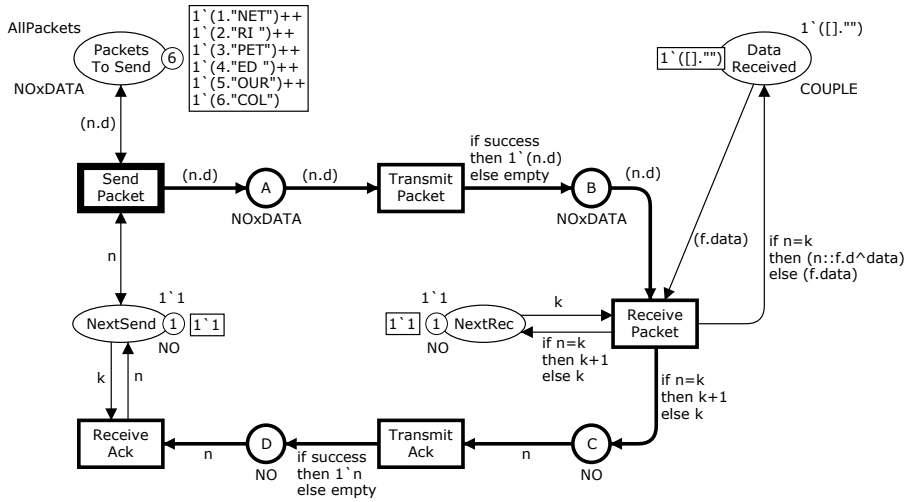 AllPackets
Packets
To Send
6
1`(1."NET")++
1`(2."RI ")++
1`(3."PET")++
1`(4."ED ")++
1`(5."OUR")++
1`(6."COL")
NOxDATA
1`([]."")
1`([]."")
Data
Received
COUPLE
(n.d)
Send
Packet
(n.d)
A
NOxDATA
(n.d)
Transmit
Packet
if success
then 1`(n.d)
else empty
B
NOxDATA
(n.d)
(f.data)
if n=k
then (n::f.d^data)
else (f.data)
n
1`1
NextSend
1
1`1
NO
1`1
1`1
1
NextRec
NO
k
if n=k
then k+1
else k
Receive
Packet
if n=k
then k+1
else k
k
n
Receive
Ack
n
D
NO
if success
then 1`n
else empty
Transmit
Ack
n
C
NO